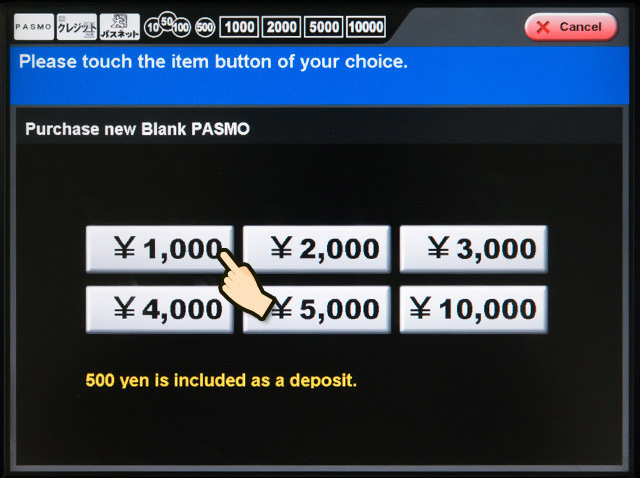 PASMO クレジット パスネット 10 50 100 500 1000 2000 5000 10000 Cancel
Please touch the item button of your choice.
Purchase new Blank PASMO
¥1,000 ¥2,000 ¥3,000
¥4,000 ¥5,000 ¥10,000
500 yen is included as a deposit.